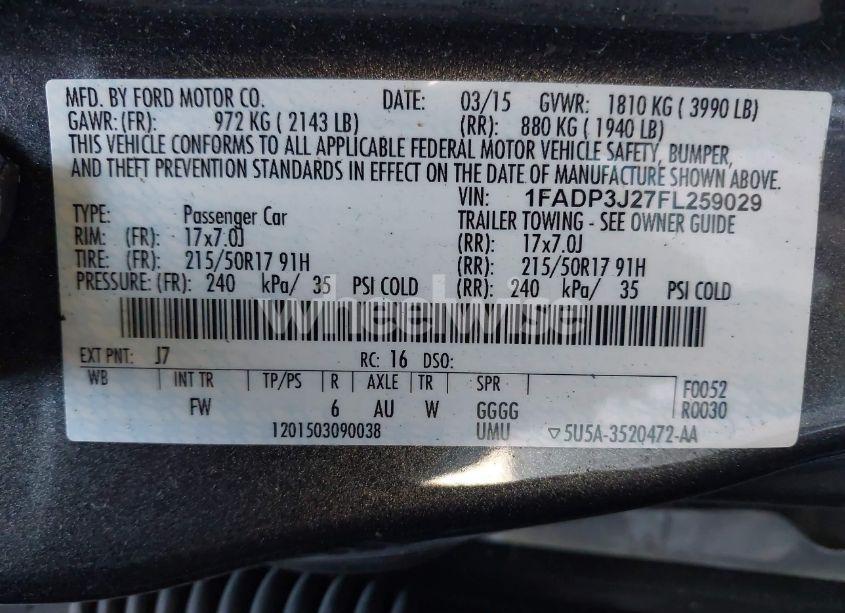 MFD. BY FORD MOTOR CO. DATE: 03/15 GVWR: 1810 KG ( 3990 LB)
GAWR: (FR): 972 KG ( 2143 LB) (RR): 880 KG ( 1940 LB)
THIS VEHICLE CONFORMS TO ALL APPLICABLE FEDERAL MOTOR VEHICLE SAFETY, BUMPER,
AND THEFT PREVENTION STANDARDS IN EFFECT ON THE DATE OF MANUFACTURE SHOWN ABOVE.
VIN: 1FADP3J27FL259029
TYPE: Passenger Car TRAILER TOWING - SEE OWNER GUIDE
RIM: (FR): 17x7.0J (RR): 17x7.0J
TIRE: (FR): 215/50R17 91H (RR): 215/50R17 91H
PRESSURE: (FR): 240 kPa/ 35 PSI COLD (RR): 240 kPa/ 35 PSI COLD
wheelwise
EXT PNT: J7 RC: 16 DSO:
WB INT TR TP/PS R AXLE TR SPR F0052
FW 6 AU W GGGG R0030
1201503090038 UMU ▽5U5A-3520472-AA